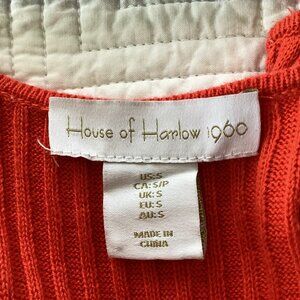 House of Harlow 1960
US:S
CA:S/P
UK:S
EU:S
AU:S
MADE IN
CHINA